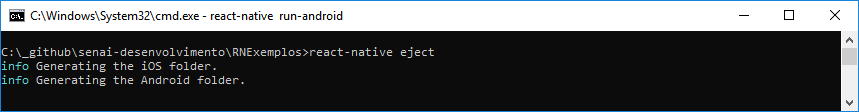 C:\Windows\System32\cmd.exe - react-native run-android
C:\_github\senai-desenvolvimento\RNExemplos>react-native eject
info Generating the iOS folder.
info Generating the Android folder.